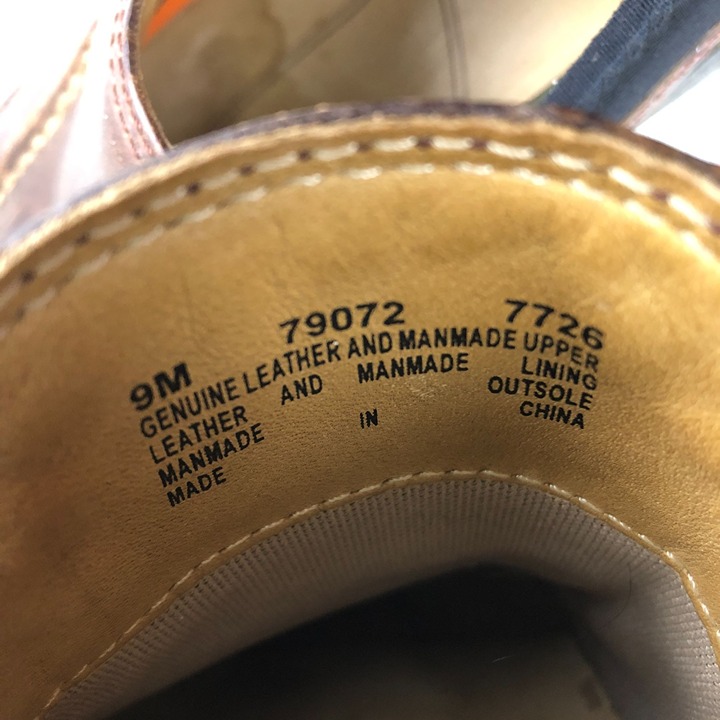 9M 79072 7726
GENUINE LEATHER AND MANMADE UPPER
LEATHER AND MANMADE LINING
MANMADE OUTSOLE
MADE IN CHINA